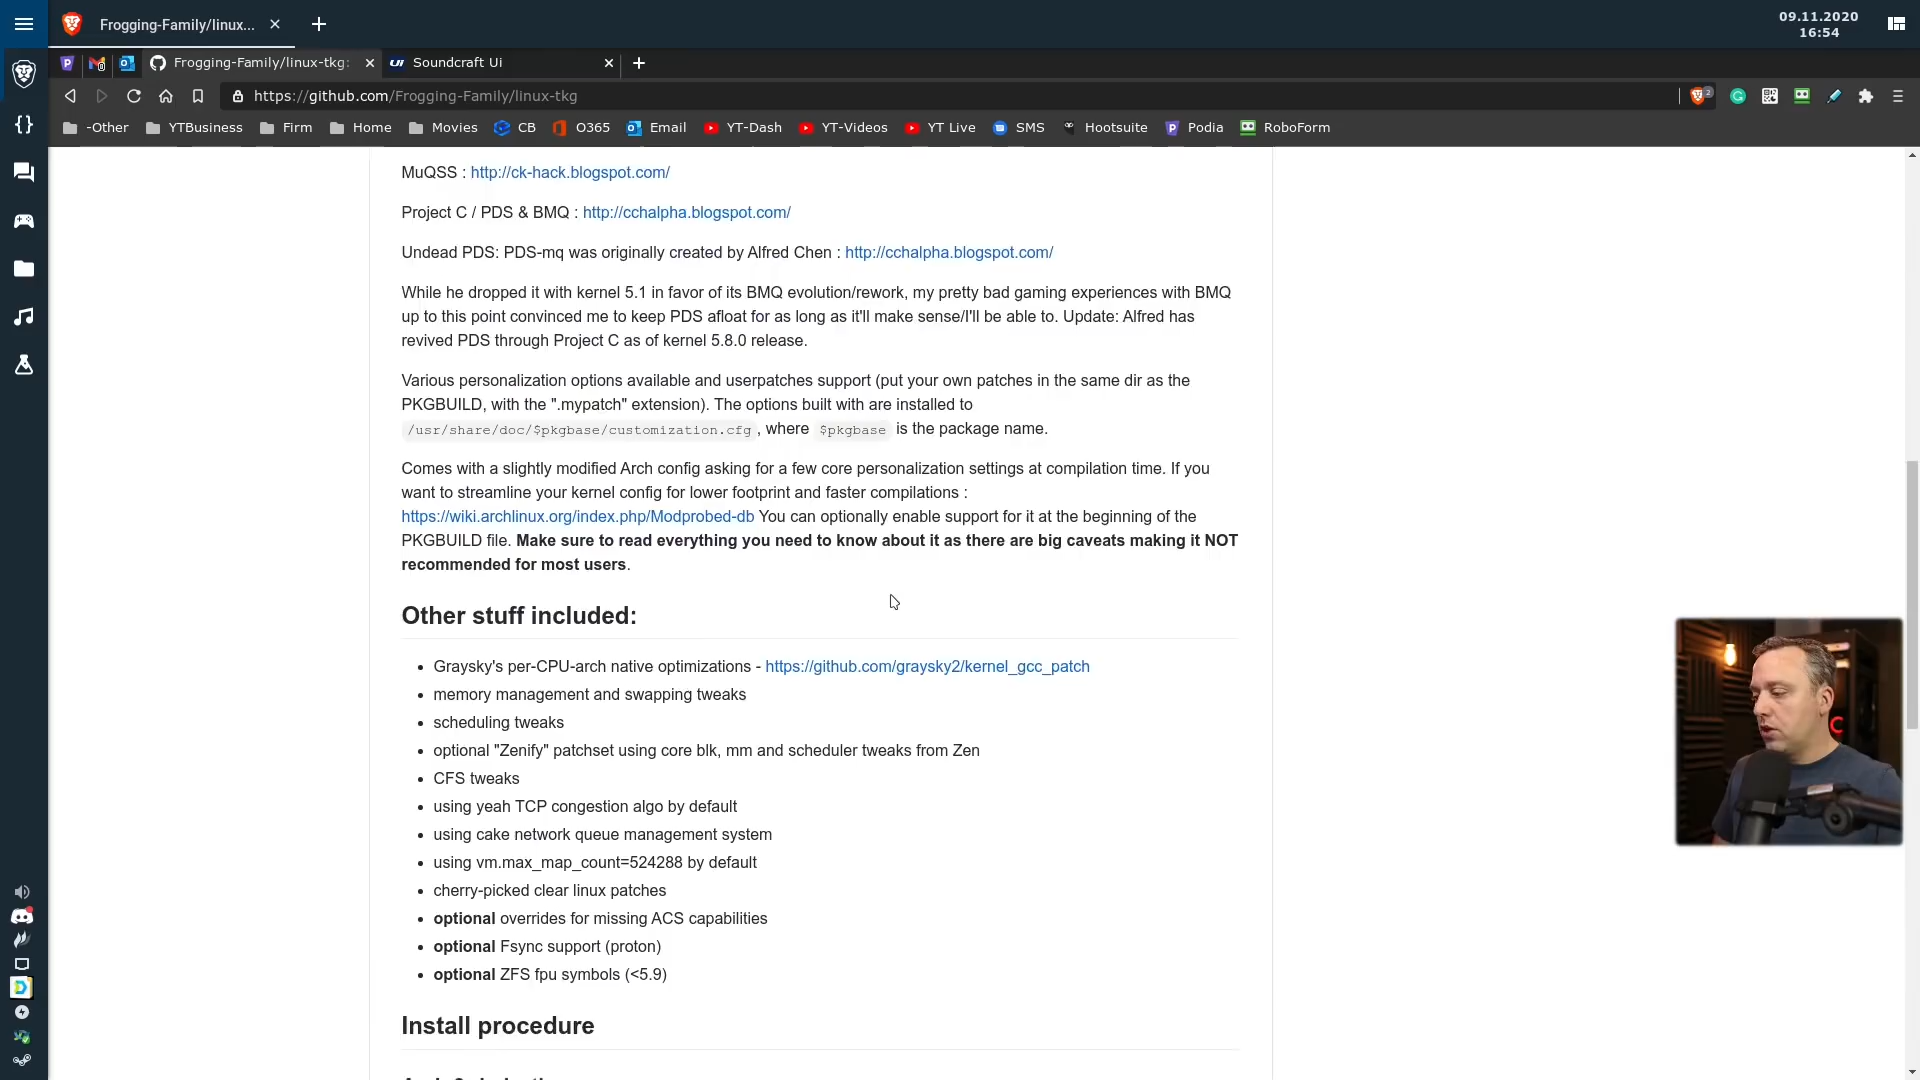 Frogging-Family/linux...
09.11.2020
16:54
Frogging-Family/linux-tkg:
Soundcraft Ui
https://github.com/Frogging-Family/linux-tkg
2
-Other
YTBusiness
Firm
Home
Movies
CB
O365
Email
YT-Dash
YT-Videos
YT Live
SMS
Hootsuite
Podia
RoboForm
MuQSS : http://ck-hack.blogspot.com/
Project C / PDS & BMQ : http://cchalpha.blogspot.com/
Undead PDS: PDS-mq was originally created by Alfred Chen : http://cchalpha.blogspot.com/
While he dropped it with kernel 5.1 in favor of its BMQ evolution/rework, my pretty bad gaming experiences with BMQ
up to this point convinced me to keep PDS afloat for as long as it'll make sense/I'll be able to. Update: Alfred has
revived PDS through Project C as of kernel 5.8.0 release.
Various personalization options available and userpatches support (put your own patches in the same dir as the
PKGBUILD, with the ".mypatch" extension). The options built with are installed to
/usr/share/doc/$pkgbase/customization.cfg , where $pkgbase is the package name.
Comes with a slightly modified Arch config asking for a few core personalization settings at compilation time. If you
want to streamline your kernel config for lower footprint and faster compilations :
https://wiki.archlinux.org/index.php/Modprobed-db You can optionally enable support for it at the beginning of the
PKGBUILD file. Make sure to read everything you need to know about it as there are big caveats making it NOT
recommended for most users.
Other stuff included:
• Graysky's per-CPU-arch native optimizations - https://github.com/graysky2/kernel_gcc_patch
• memory management and swapping tweaks
• scheduling tweaks
• optional "Zenify" patchset using core blk, mm and scheduler tweaks from Zen
• CFS tweaks
• using yeah TCP congestion algo by default
• using cake network queue management system
• using vm.max_map_count=524288 by default
• cherry-picked clear linux patches
• optional overrides for missing ACS capabilities
• optional Fsync support (proton)
• optional ZFS fpu symbols (<5.9)
Install procedure